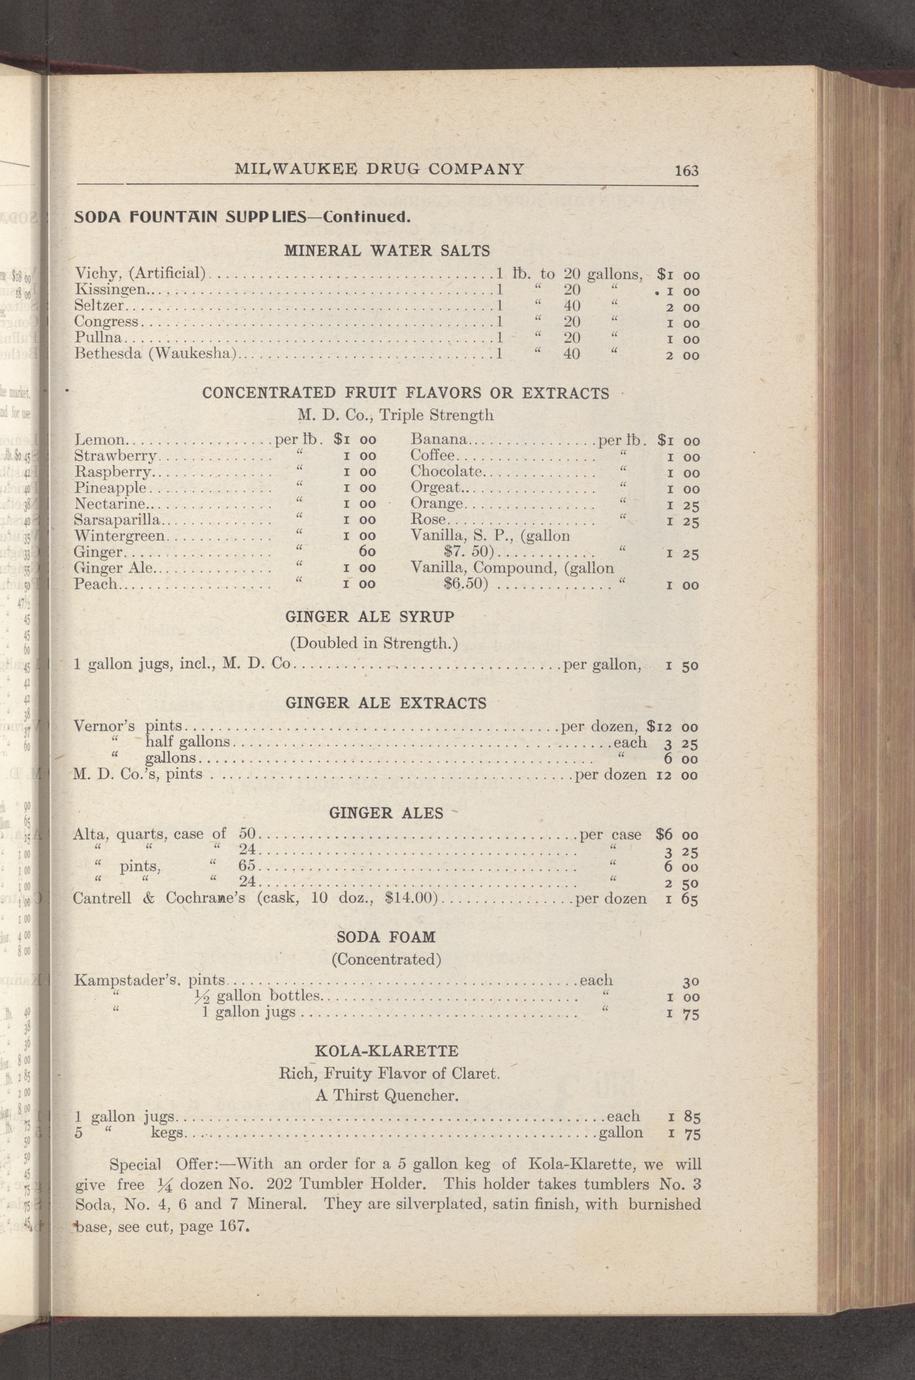 MILWAUKEE DRUG COMPANY 163
SODA FOUNTAIN SUPPLIES—Continued.
MINERAL WATER SALTS
Vichy, (Artificial) 1 lb. to 20 gallons, $1 00
Kissingen 1 “ 20 “ 1 00
Seltzer 1 “ 40 “ 2 00
Congress 1 “ 20 “ 1 00
Pullna 1 “ 20 “ 1 00
Bethesda (Waukesha) 1 “ 40 “ 2 00
CONCENTRATED FRUIT FLAVORS OR EXTRACTS
M. D. Co., Triple Strength
Lemon per lb. $1 00
Strawberry “ 1 00
Raspberry “ 1 00
Pineapple “ 1 00
Nectarine “ 1 00
Sarsaparilla “ 1 00
Wintergreen “ 1 00
Ginger “ 60
Ginger Ale “ 1 00
Peach “ 1 00
Banana per lb. $1 00
Coffee “ 1 00
Chocolate “ 1 00
Orgeat “ 1 00
Orange “ 1 25
Rose “ 1 25
Vanilla, S. P., (gallon
$7. 50) “ 1 25
Vanilla, Compound, (gallon
$6.50) “ 1 00
GINGER ALE SYRUP
(Doubled in Strength.)
1 gallon jugs, incl., M. D. Co per gallon, 1 50
GINGER ALE EXTRACTS
Vernor's pints per dozen, $12 00
“ half gallons each 3 25
“ gallons “ 6 00
M. D. Co.'s, pints per dozen 12 00
GINGER ALES
Alta, quarts, case of 50 per case $6 00
“ “ “ 24 “ 3 25
“ pints, “ 65 “ 6 00
“ “ “ 24 “ 2 50
Cantrell & Cochrane's (cask, 10 doz., $14.00) per dozen 1 65
SODA FOAM
(Concentrated)
Kampstader's, pints each 30
“ ½ gallon bottles “ 1 00
“ 1 gallon jugs “ 1 75
KOLA-KLARETTE
Rich, Fruity Flavor of Claret.
A Thirst Quencher.
1 gallon jugs each 1 85
5 “ kegs gallon 1 75
Special Offer:—With an order for a 5 gallon keg of Kola-Klarette, we will
give free ¼ dozen No. 202 Tumbler Holder. This holder takes tumblers No. 3
Soda, No. 4, 6 and 7 Mineral. They are silverplated, satin finish, with burnished
base, see cut, page 167.